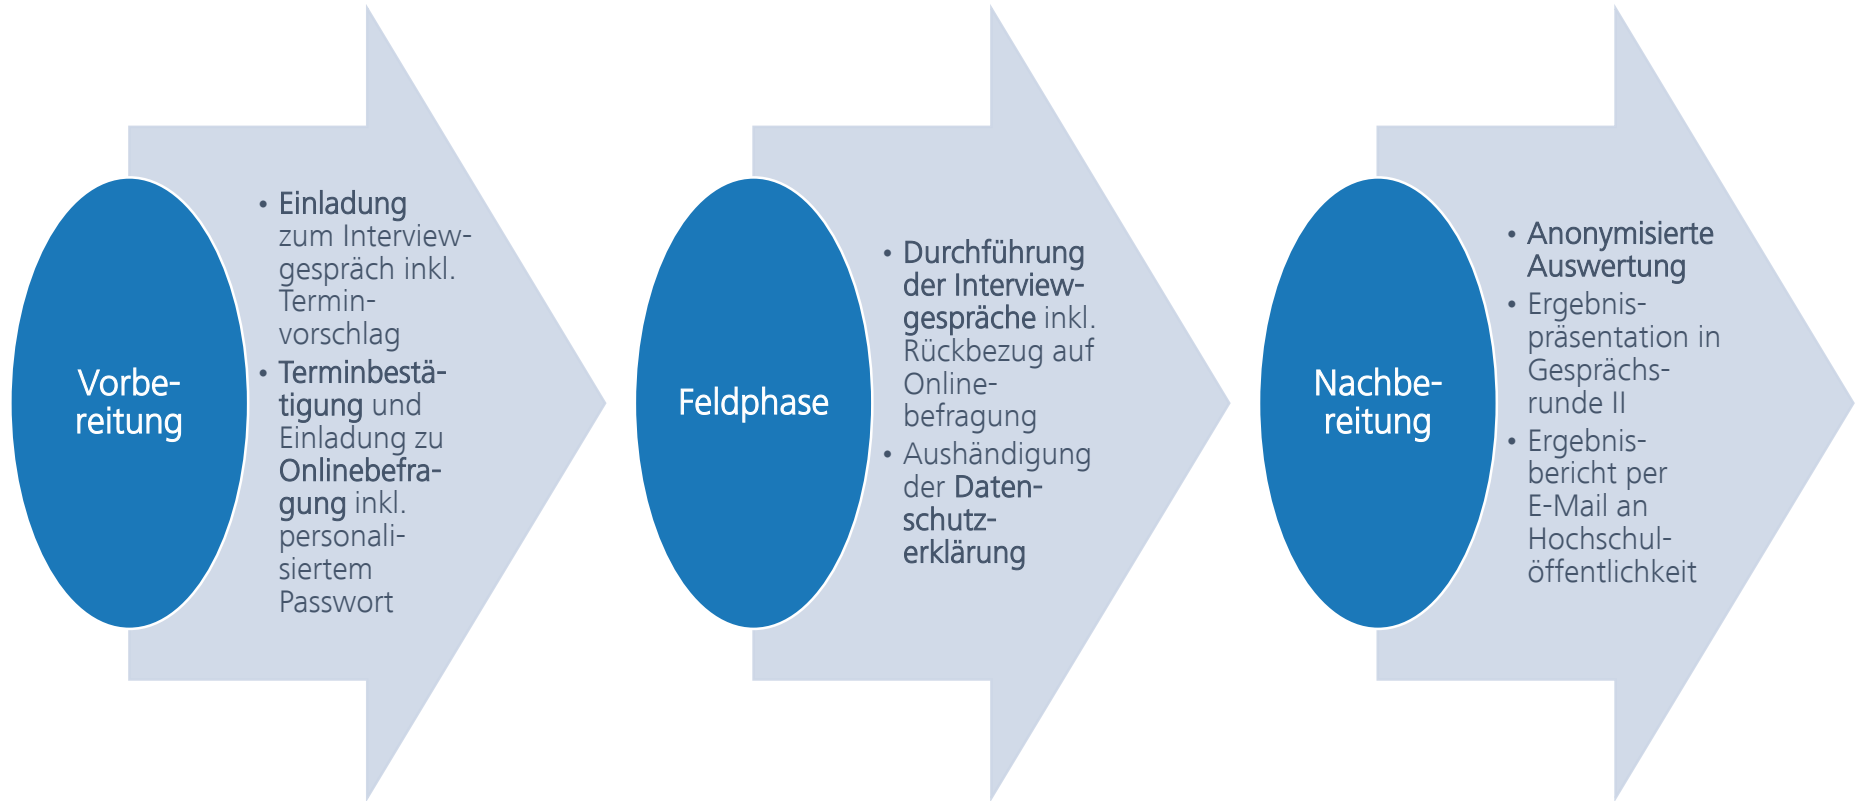 Vorbe-
reitung
• Einladung
zum Interview-
gespräch inkl.
Termin-
vorschlag
• Terminbestä-
tigung und
Einladung zu
Onlinebefra-
gung inkl.
personali-
siertem
Passwort
Feldphase
• Durchführung
der Interview-
gespräche inkl.
Rückbezug auf
Online-
befragung
• Aushändigung
der Daten-
schutz-
erklärung
Nachbe-
reitung
• Anonymisierte
Auswertung
• Ergebnis-
präsentation in
Gesprächs-
runde II
• Ergebnis-
bericht per
E-Mail an
Hochschul-
öffentlichkeit